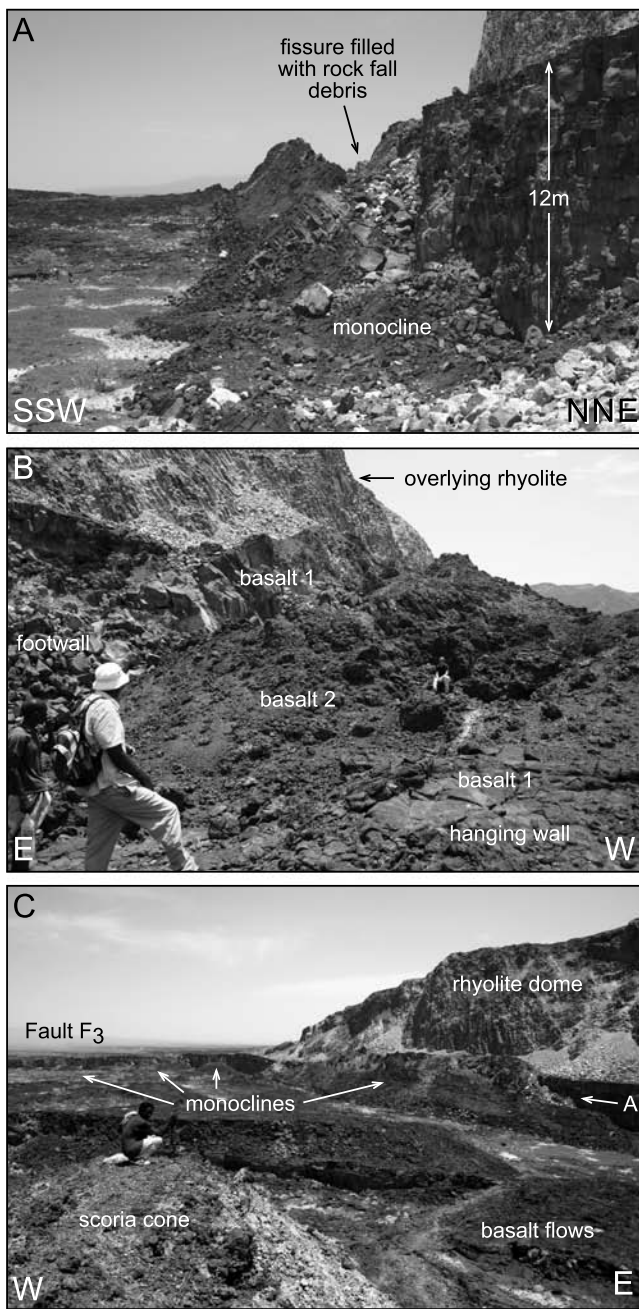 A
fissure filled
with rock fall
debris
12m
monocline
SSW
NNE
B
overlying rhyolite
basalt 1
footwall
basalt 2
basalt 1
hanging wall
E
W
C
rhyolite dome
Fault F3
monoclines
A
scoria cone
basalt flows
W
E